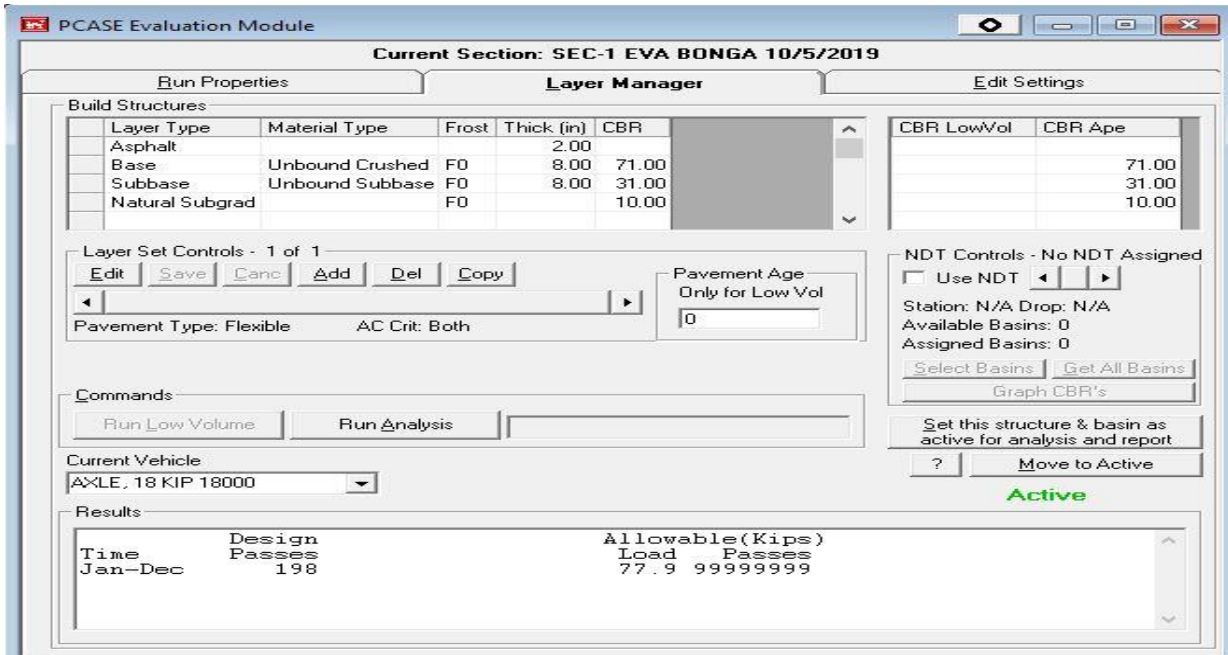 PCASE Evaluation Module
Current Section: SEC-1 EVA BONGA 10/5/2019
Run Properties Layer Manager Edit Settings
Build Structures
Layer Type Material Type Frost Thick (in) CBR CBR LowVol CBR Ape
Asphalt 2.00
Base Unbound Crushed F0 8.00 71.00 71.00
Subbase Unbound Subbase F0 8.00 31.00 31.00
Natural Subgrad F0 10.00 10.00
Layer Set Controls - 1 of 1
Edit Save Canc Add Del Copy
Pavement Type: Flexible AC Crit: Both
Pavement Age
Only for Low Vol
0
NDT Controls - No NDT Assigned
Use NDT
Station: N/A Drop: N/A
Available Basins: 0
Assigned Basins: 0
Select Basins Get All Basins
Graph CBR's
Commands
Run Low Volume Run Analysis
Set this structure & basin as
active for analysis and report
? Move to Active
Active
Current Vehicle
AXLE, 18 KIP 18000
Results
Design Allowable(Kips)
Time Passes Load Passes
Jan-Dec 198 77.9 99999999